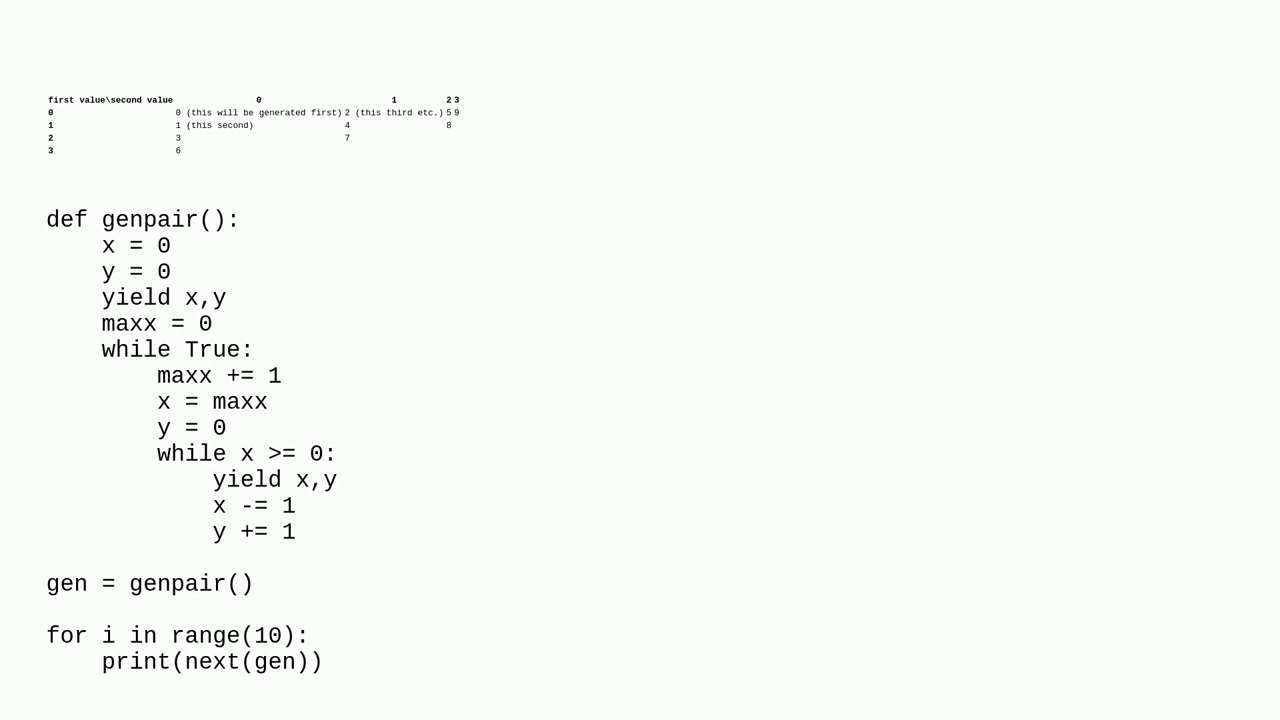 first value\second value 0 1 2 3
0 0 (this will be generated first) 2 (this third etc.) 5 9
1 1 (this second) 4 8
2 3 7
3 6
def genpair():
    x = 0
    y = 0
    yield x,y
    maxx = 0
    while True:
        maxx += 1
        x = maxx
        y = 0
        while x >= 0:
            yield x,y
            x -= 1
            y += 1
gen = genpair()
for i in range(10):
    print(next(gen))